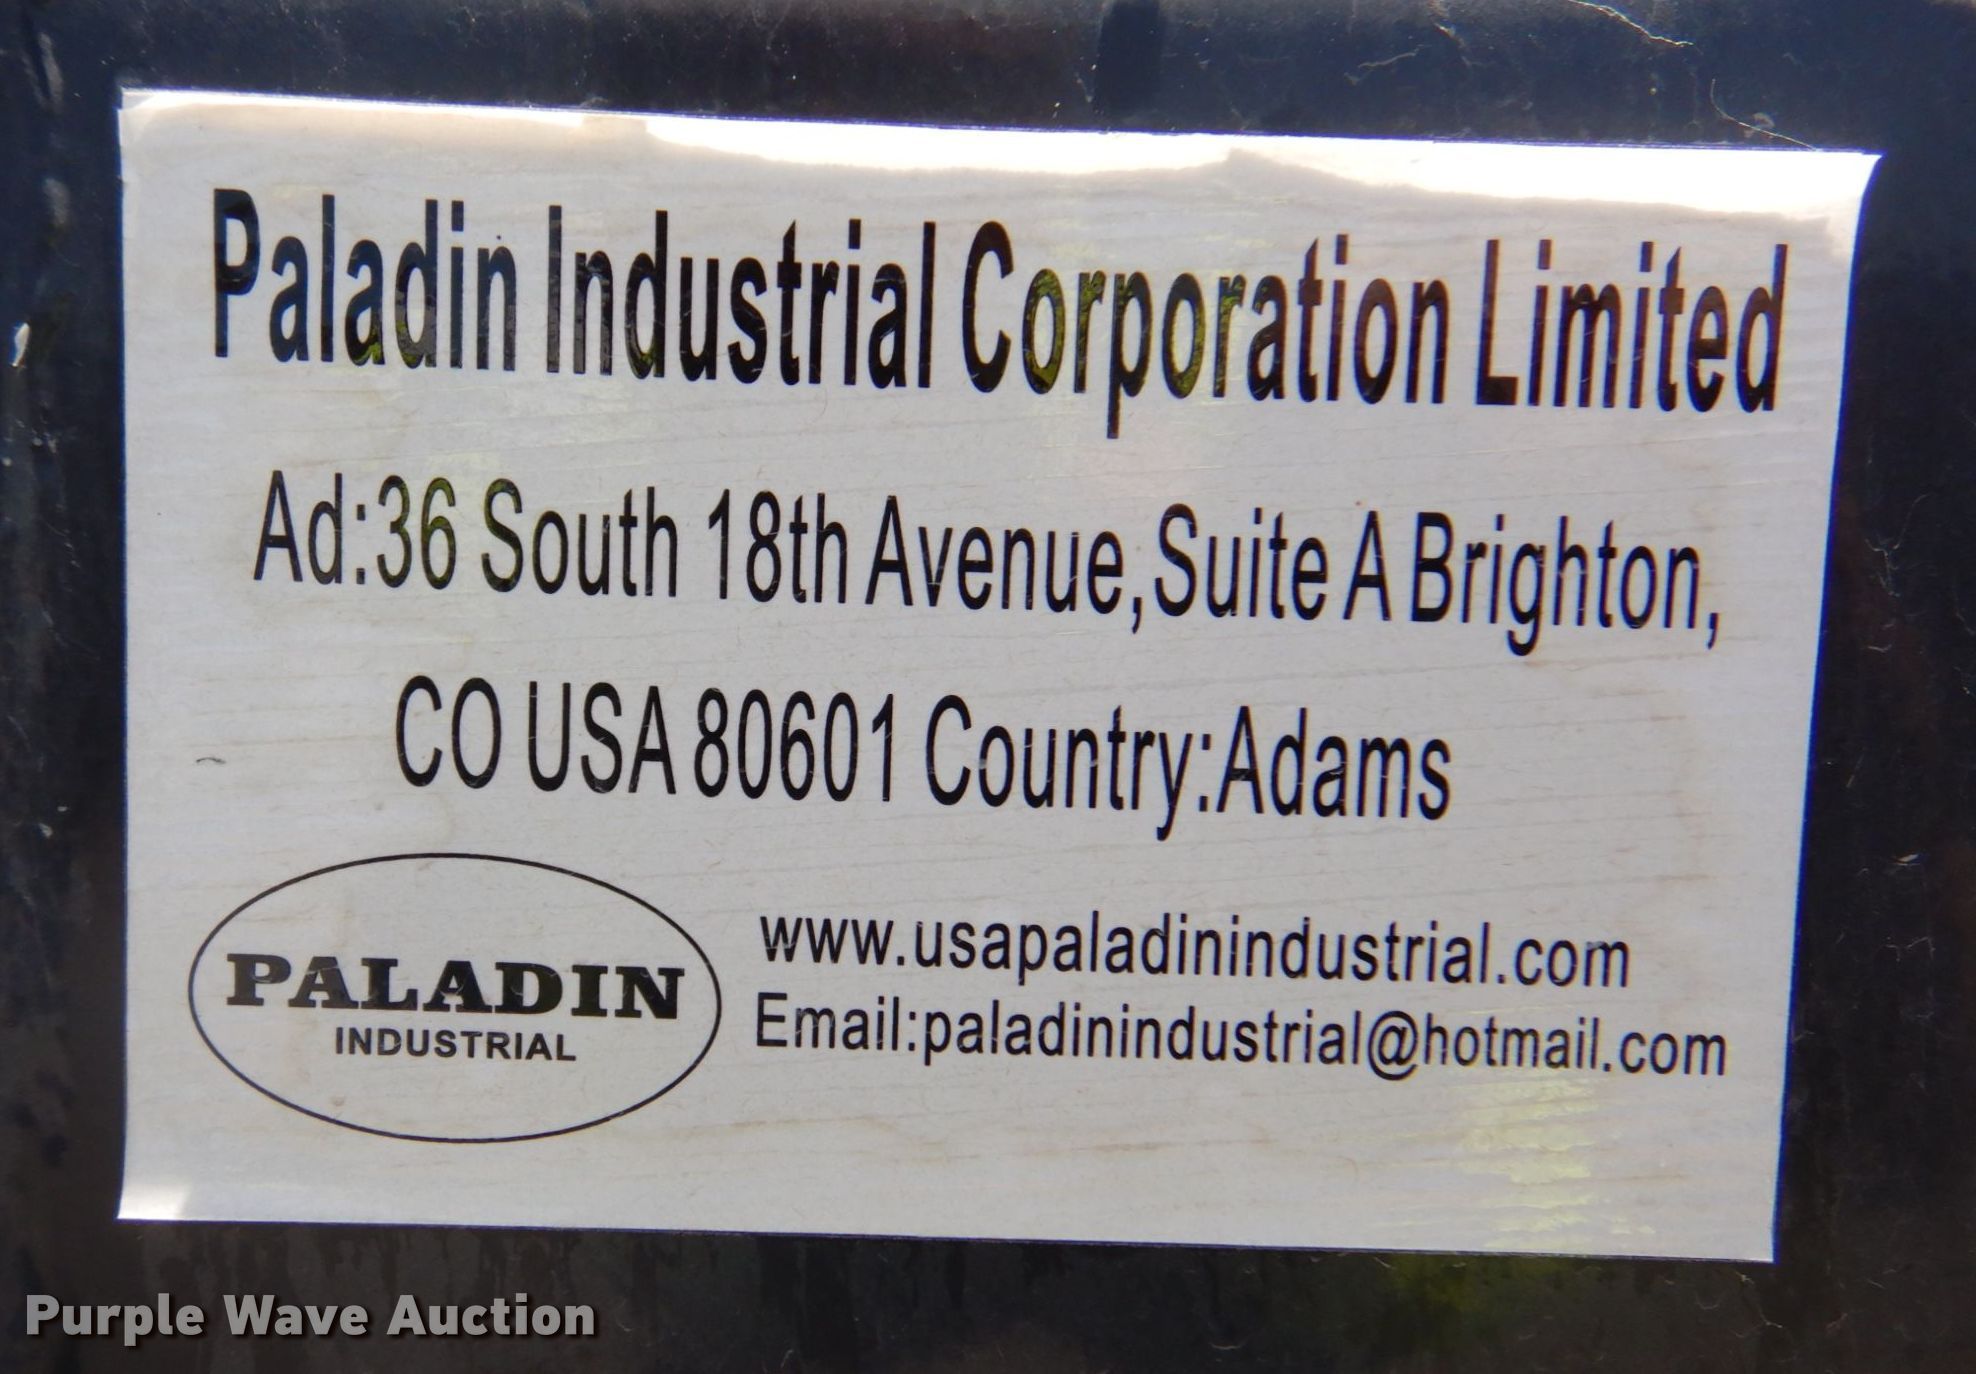 Paladin Industrial Corporation Limited
Ad:36 South 18th Avenue,Suite A Brighton,
CO USA 80601 Country:Adams
PALADIN
INDUSTRIAL
www.usapaladinindustrial.com
Email:paladinindustrial@hotmail.com
Purple Wave Auction